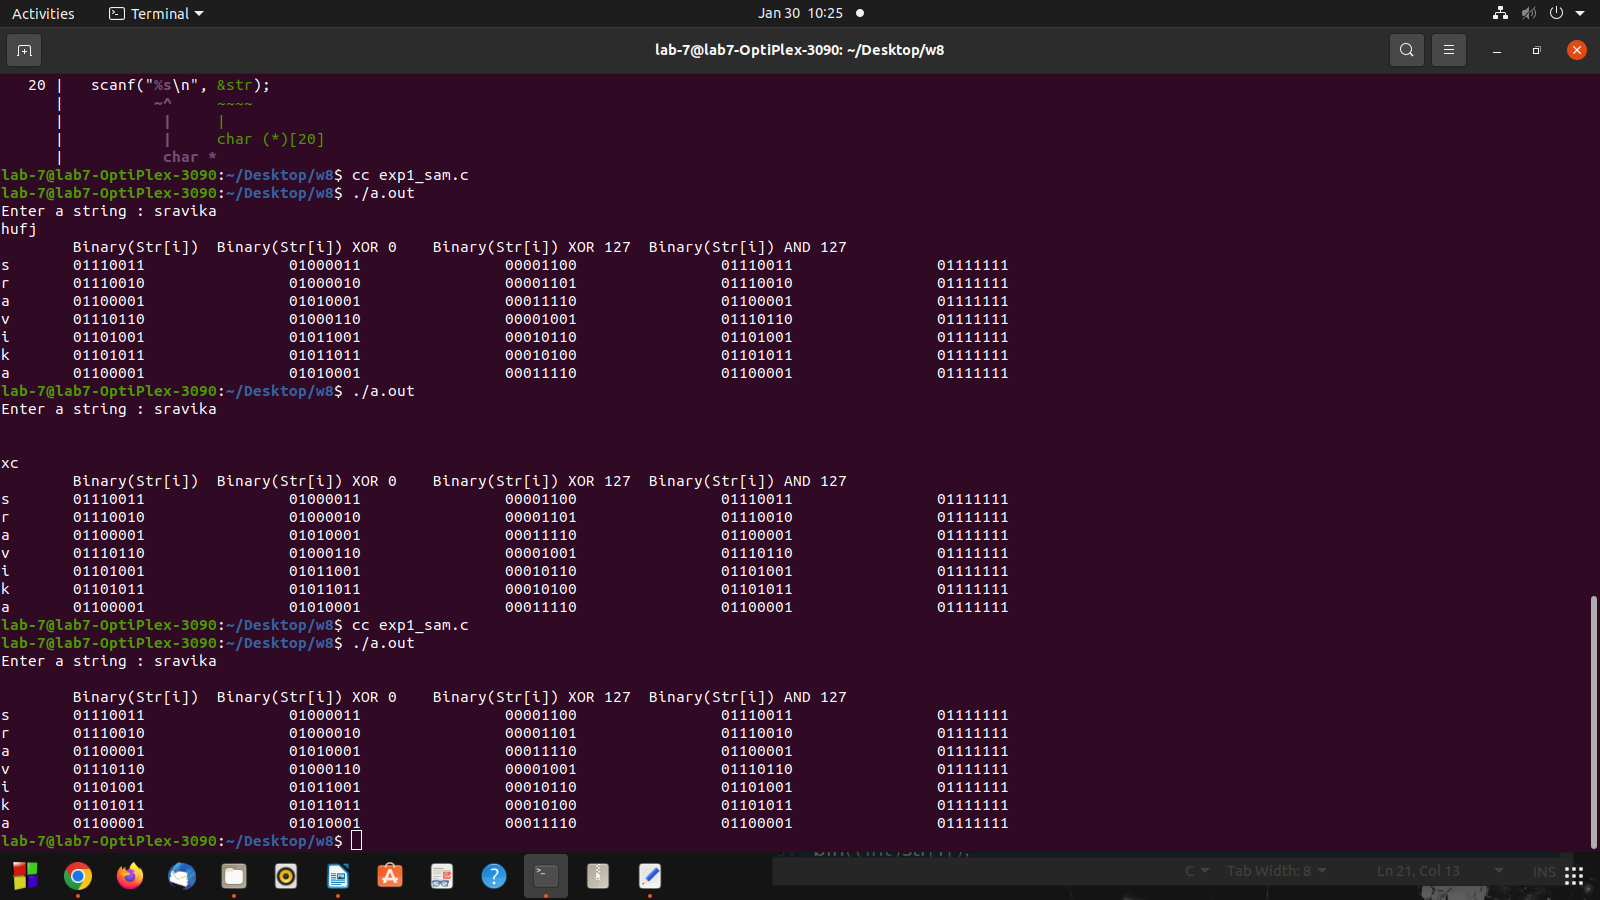 Activities Terminal Jan 30 10:25
lab-7@lab7-OptiPlex-3090: ~/Desktop/w8
20 | scanf("%s\n", &str);
| ~^ ~~~~
| | |
| | char (*)[20]
| char *
lab-7@lab7-OptiPlex-3090:~/Desktop/w8$ cc exp1_sam.c
lab-7@lab7-OptiPlex-3090:~/Desktop/w8$ ./a.out
Enter a string : sravika
hufj
Binary(Str[i]) Binary(Str[i]) XOR 0 Binary(Str[i]) XOR 127 Binary(Str[i]) AND 127
s 01110011 01000011 00001100 01110011 01111111
r 01110010 01000010 00001101 01110010 01111111
a 01100001 01010001 00011110 01100001 01111111
v 01110110 01000110 00001001 01110110 01111111
i 01101001 01011001 00010110 01101001 01111111
k 01101011 01011011 00010100 01101011 01111111
a 01100001 01010001 00011110 01100001 01111111
lab-7@lab7-OptiPlex-3090:~/Desktop/w8$ ./a.out
Enter a string : sravika
xc
Binary(Str[i]) Binary(Str[i]) XOR 0 Binary(Str[i]) XOR 127 Binary(Str[i]) AND 127
s 01110011 01000011 00001100 01110011 01111111
r 01110010 01000010 00001101 01110010 01111111
a 01100001 01010001 00011110 01100001 01111111
v 01110110 01000110 00001001 01110110 01111111
i 01101001 01011001 00010110 01101001 01111111
k 01101011 01011011 00010100 01101011 01111111
a 01100001 01010001 00011110 01100001 01111111
lab-7@lab7-OptiPlex-3090:~/Desktop/w8$ cc exp1_sam.c
lab-7@lab7-OptiPlex-3090:~/Desktop/w8$ ./a.out
Enter a string : sravika
Binary(Str[i]) Binary(Str[i]) XOR 0 Binary(Str[i]) XOR 127 Binary(Str[i]) AND 127
s 01110011 01000011 00001100 01110011 01111111
r 01110010 01000010 00001101 01110010 01111111
a 01100001 01010001 00011110 01100001 01111111
v 01110110 01000110 00001001 01110110 01111111
i 01101001 01011001 00010110 01101001 01111111
k 01101011 01011011 00010100 01101011 01111111
a 01100001 01010001 00011110 01100001 01111111
lab-7@lab7-OptiPlex-3090:~/Desktop/w8$
C Tab Width: 8 Ln 21, Col 13 INS